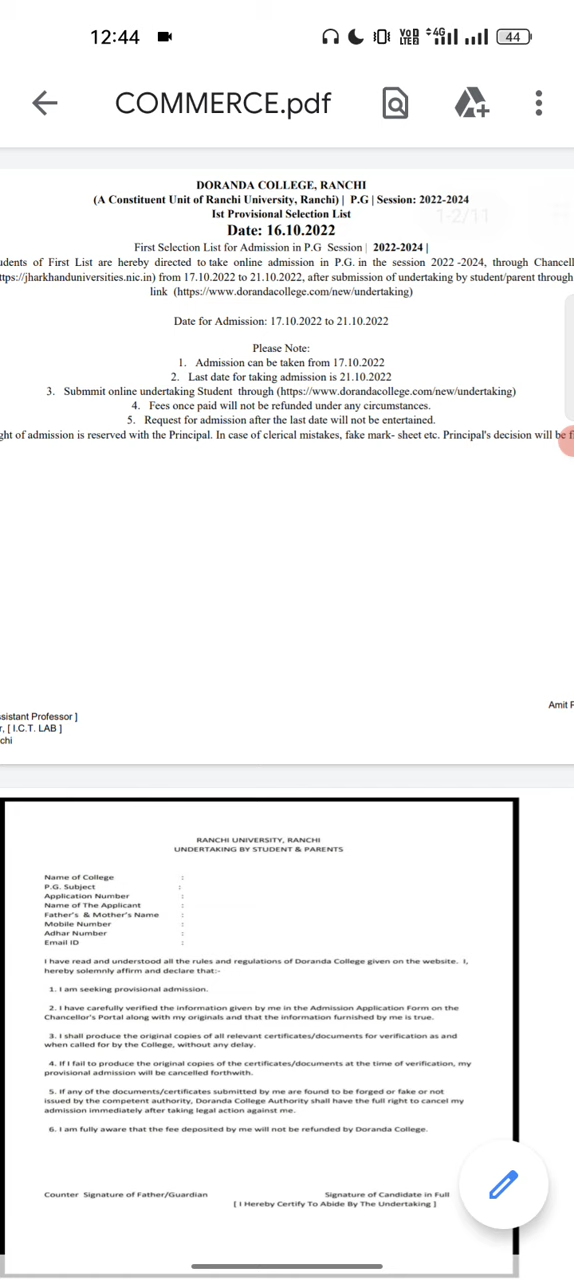 12:44
Vo) LTE 4G 44
COMMERCE.pdf
1-2/11
DORANDA COLLEGE, RANCHI
(A Constituent Unit of Ranchi University, Ranchi) | P.G | Session: 2022-2024
Ist Provisional Selection List
Date: 16.10.2022
First Selection List for Admission in P.G Session | 2022-2024 |
udents of First List are hereby directed to take online admission in P.G. in the session 2022 -2024, through Chancell
ttps://jharkhanduniversities.nic.in) from 17.10.2022 to 21.10.2022, after submission of undertaking by student/parent through
link (https://www.dorandacollege.com/new/undertaking)
Date for Admission: 17.10.2022 to 21.10.2022
Please Note:
1. Admission can be taken from 17.10.2022
2. Last date for taking admission is 21.10.2022
3. Submmit online undertaking Student through (https://www.dorandacollege.com/new/undertaking)
4. Fees once paid will not be refunded under any circumstances.
5. Request for admission after the last date will not be entertained.
ght of admission is reserved with the Principal. In case of clerical mistakes, fake mark- sheet etc. Principal's decision will be f
Amit P
ssistant Professor ]
r, [ I.C.T. LAB ]
chi
RANCHI UNIVERSITY, RANCHI
UNDERTAKING BY STUDENT & PARENTS
Name of College :
P.G. Subject :
Application Number :
Name of The Applicant :
Father's & Mother's Name :
Mobile Number :
Adhar Number :
Email ID :
I have read and understood all the rules and regulations of Doranda College given on the website. I,
hereby solemnly affirm and declare that:-
1. I am seeking provisional admission.
2. I have carefully verified the information given by me in the Admission Application Form on the
Chancellor's Portal along with my originals and that the information furnished by me is true.
3. I shall produce the original copies of all relevant certificates/documents for verification as and
when called for by the College, without any delay.
4. If I fail to produce the original copies of the certificates/documents at the time of verification, my
provisional admission will be cancelled forthwith.
5. If any of the documents/certificates submitted by me are found to be forged or fake or not
issued by the competent authority, Doranda College Authority shall have the full right to cancel my
admission immediately after taking legal action against me.
6. I am fully aware that the fee deposited by me will not be refunded by Doranda College.
Counter Signature of Father/Guardian Signature of Candidate in Full
[ I Hereby Certify To Abide By The Undertaking ]